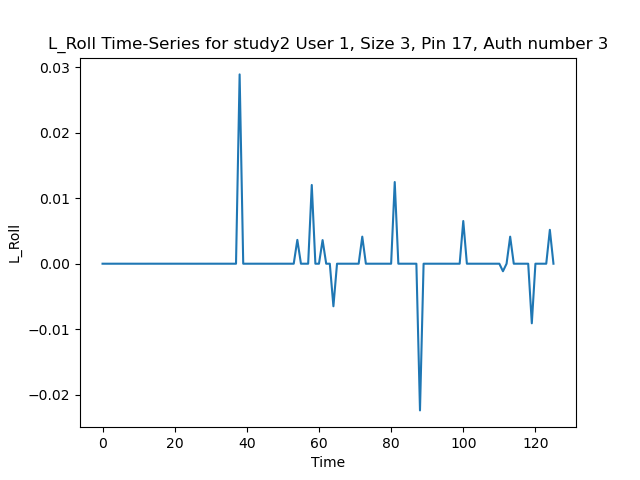 L_Roll Time-Series for study2 User 1, Size 3, Pin 17, Auth number 3
0.03
0.02
0.01
0.00
−0.01
−0.02
L_Roll
0 20 40 60 80 100 120
Time